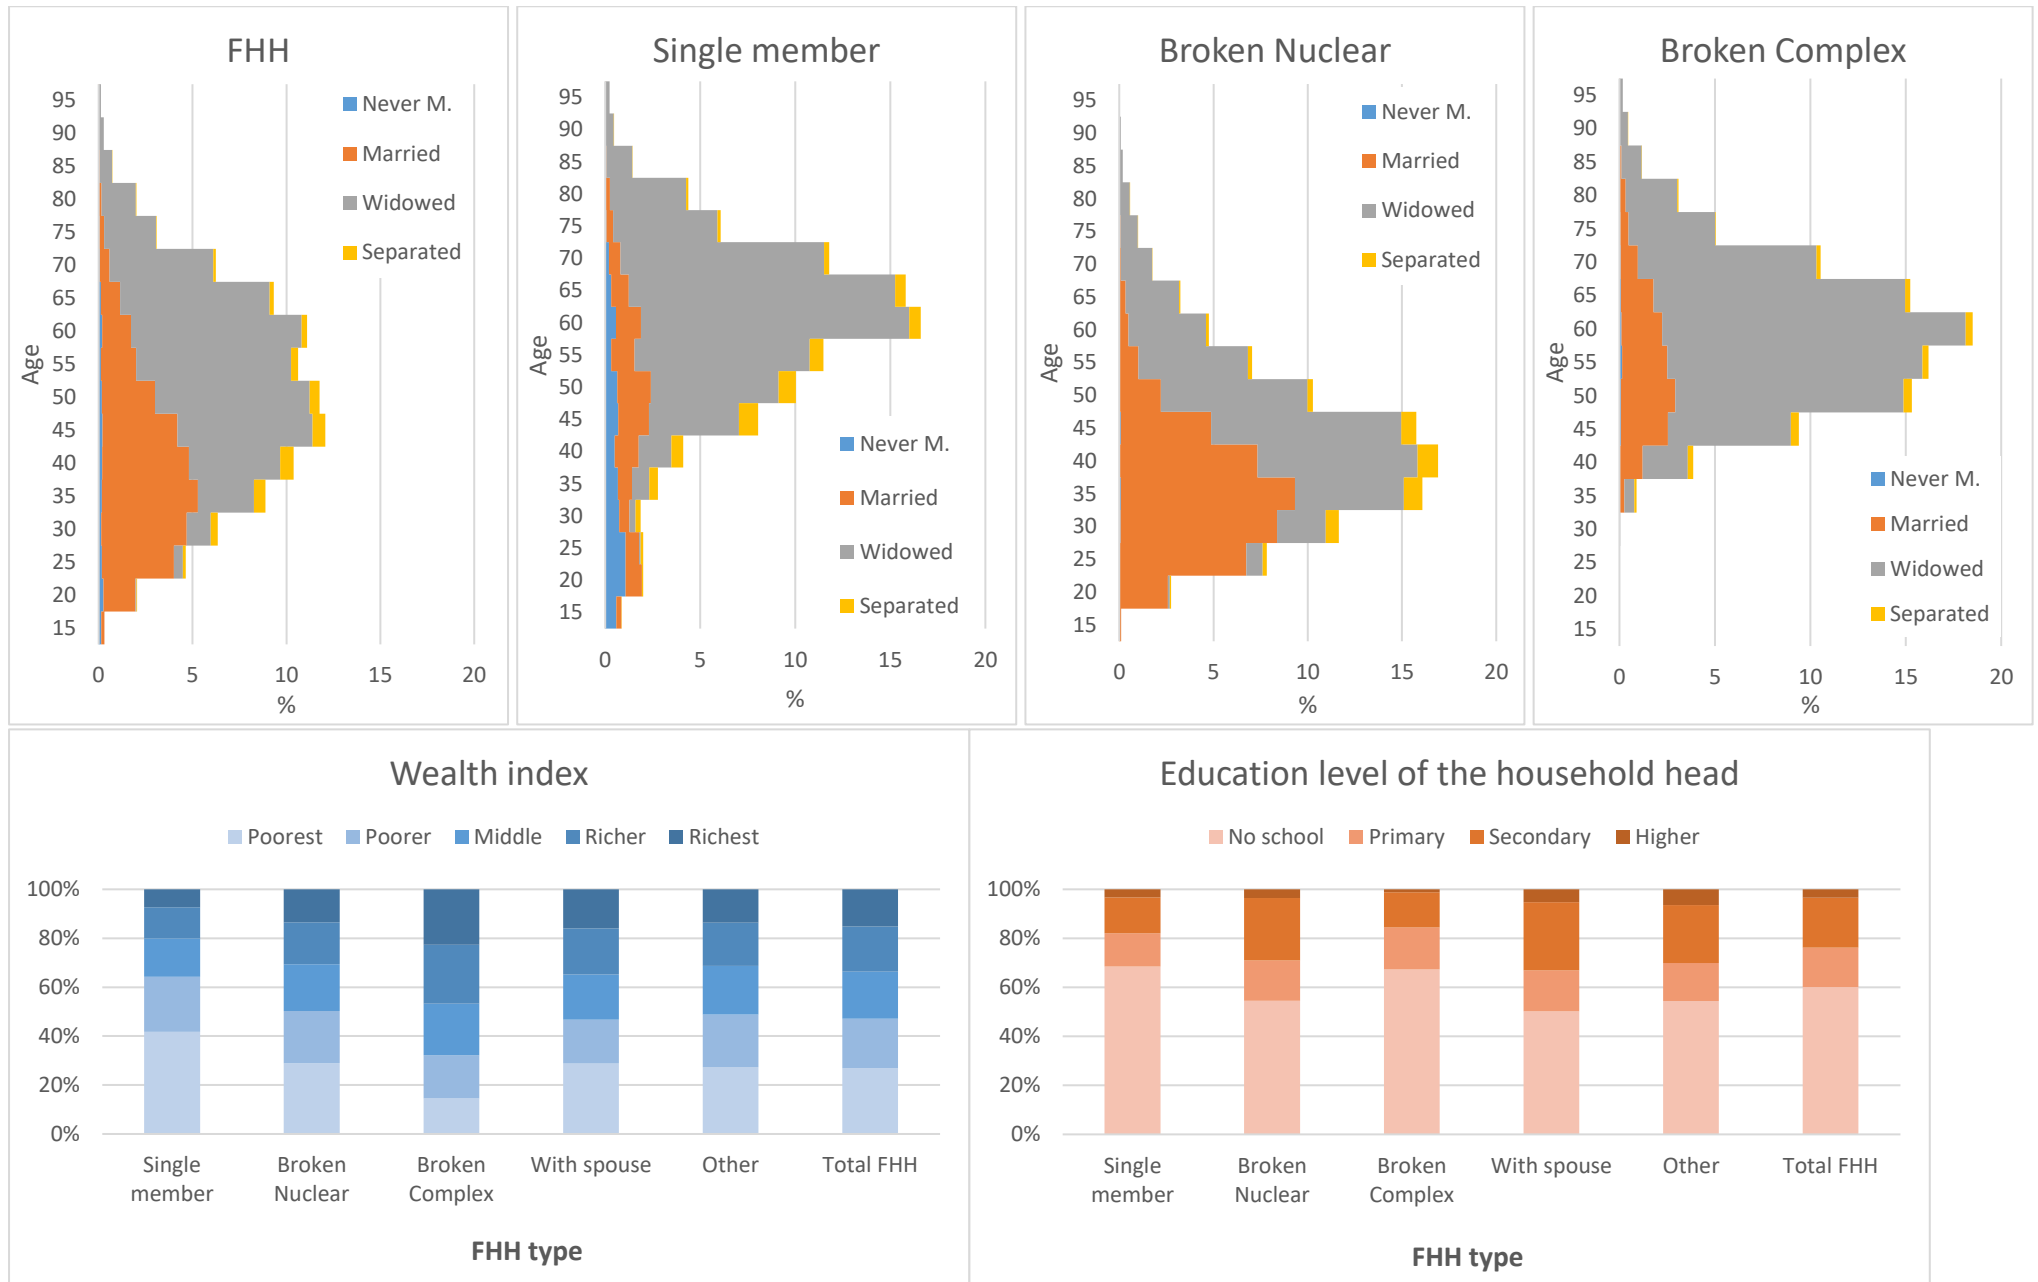 FHH
Age
95
90
85
80
75
70
65
60
55
50
45
40
35
30
25
20
15
0 5 10 15 20
%
Never M.
Married
Widowed
Separated
Single member
Age
95
90
85
80
75
70
65
60
55
50
45
40
35
30
25
20
15
0 5 10 15 20
%
Never M.
Married
Widowed
Separated
Broken Nuclear
Age
95
90
85
80
75
70
65
60
55
50
45
40
35
30
25
20
15
0 5 10 15 20
%
Never M.
Married
Widowed
Separated
Broken Complex
Age
95
90
85
80
75
70
65
60
55
50
45
40
35
30
25
20
15
0 5 10 15 20
%
Never M.
Married
Widowed
Separated
Wealth index
Poorest Poorer Middle Richer Richest
100%
80%
60%
40%
20%
0%
Single member
Broken Nuclear
Broken Complex
With spouse
Other
Total FHH
FHH type
Education level of the household head
No school Primary Secondary Higher
100%
80%
60%
40%
20%
0%
Single member
Broken Nuclear
Broken Complex
With spouse
Other
Total FHH
FHH type